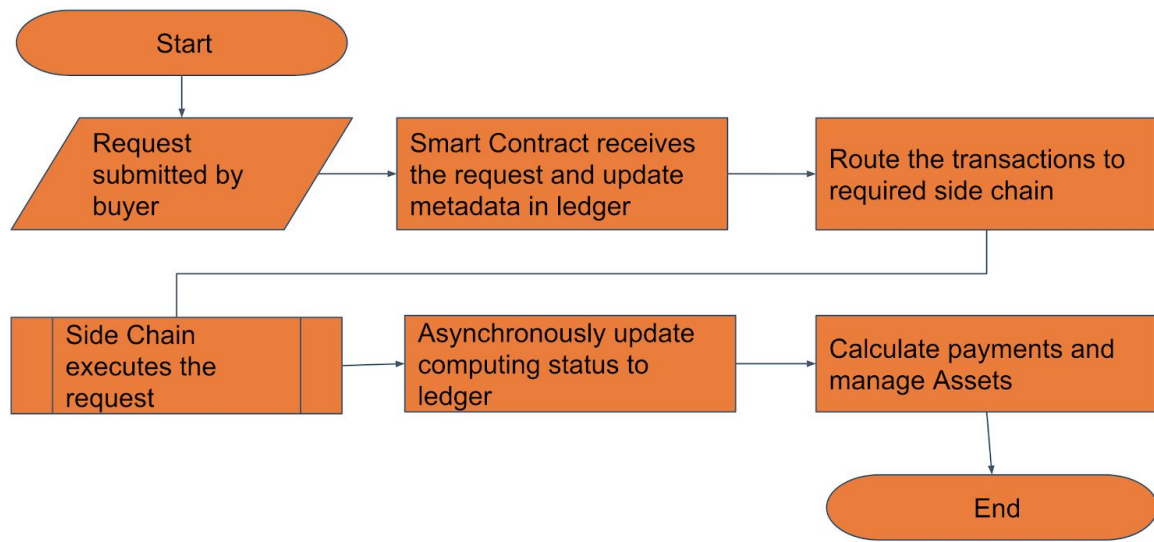 Start
Request
submitted by
buyer
Smart Contract receives
the request and update
metadata in ledger
Route the transactions to
required side chain
Side Chain
executes the
request
Asynchronously update
computing status to
ledger
Calculate payments and
manage Assets
End